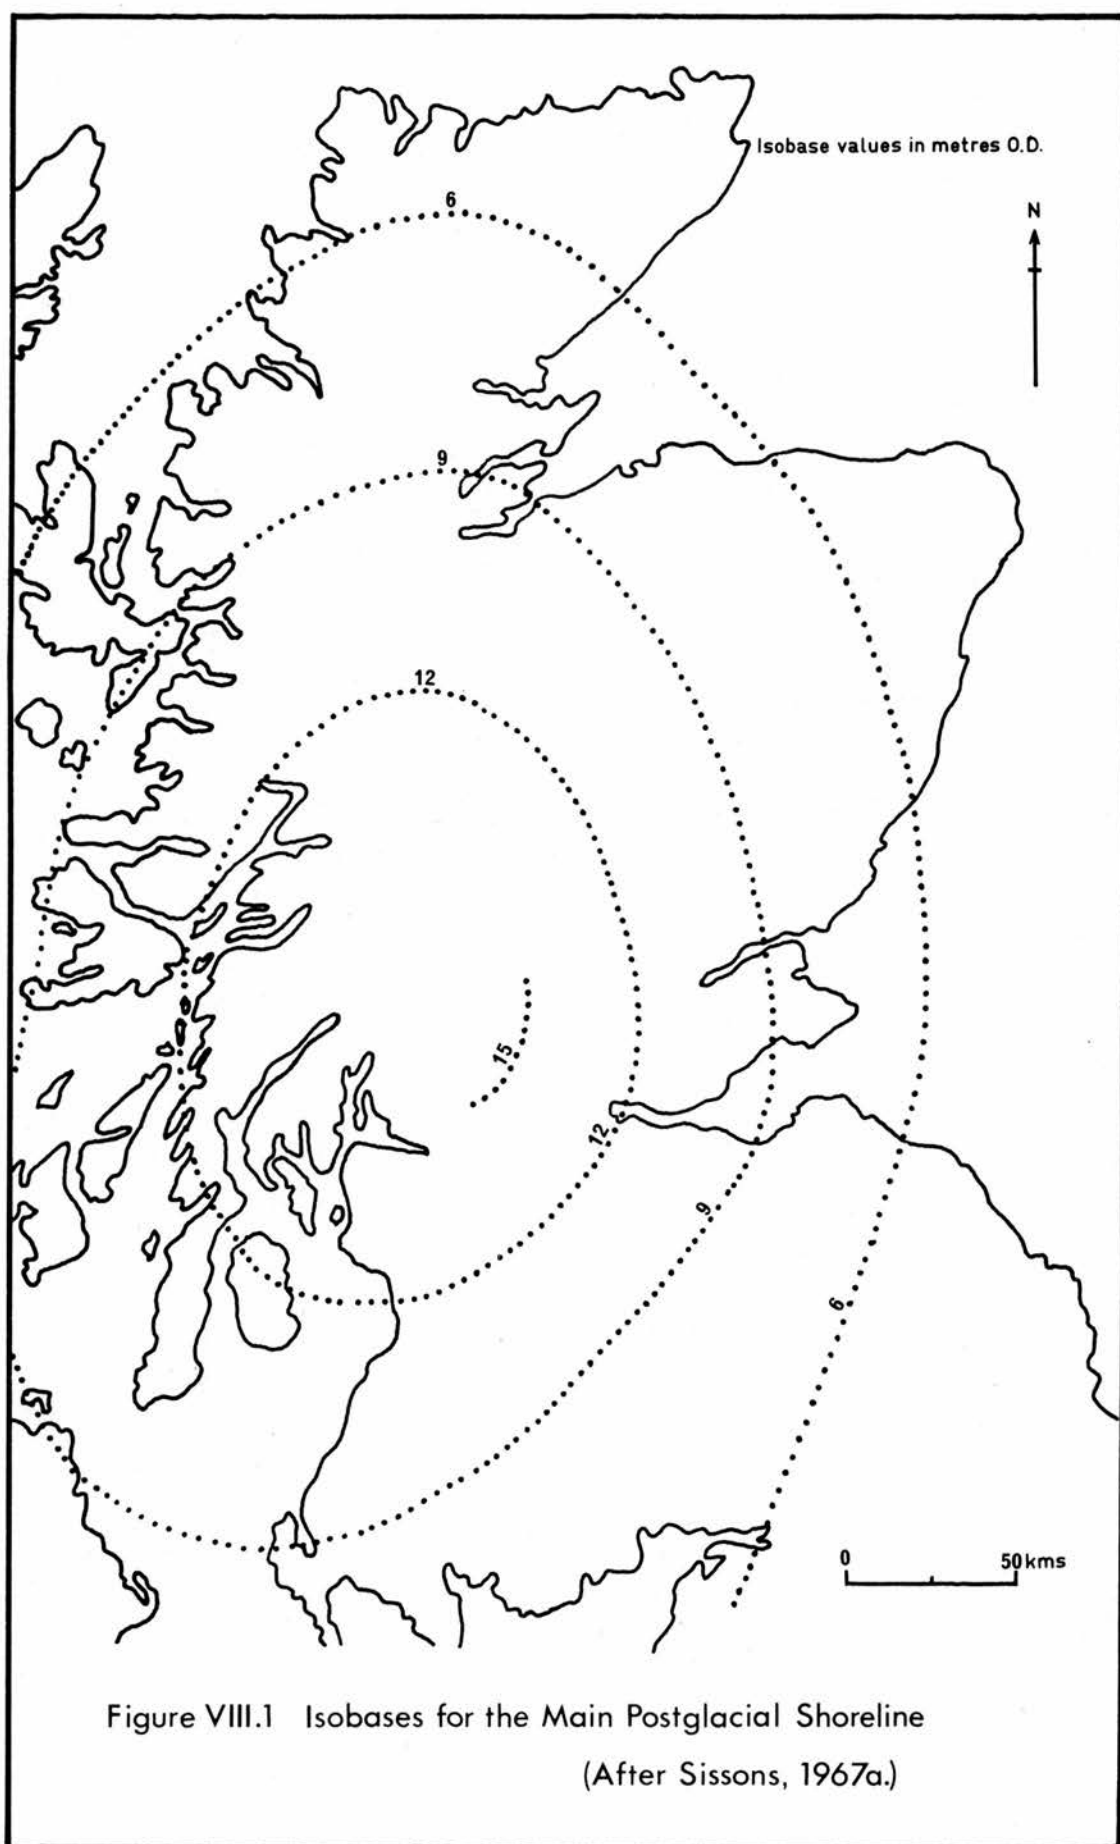 Isobase values in metres O.D.
N
6
9
12
15
12
9
6
0 50kms
Figure VIII.1 Isobases for the Main Postglacial Shoreline
(After Sissons, 1967a.)